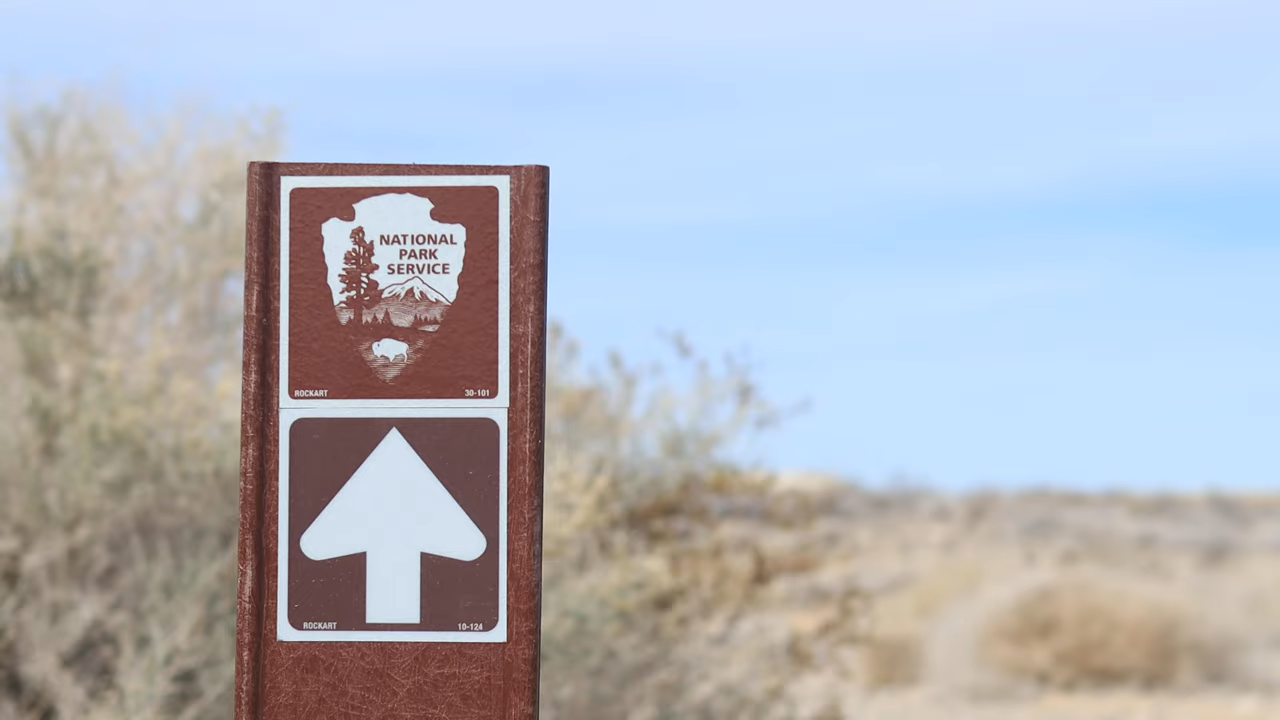 NATIONAL
PARK
SERVICE
ROCKART 30-101
ROCKART 10-124